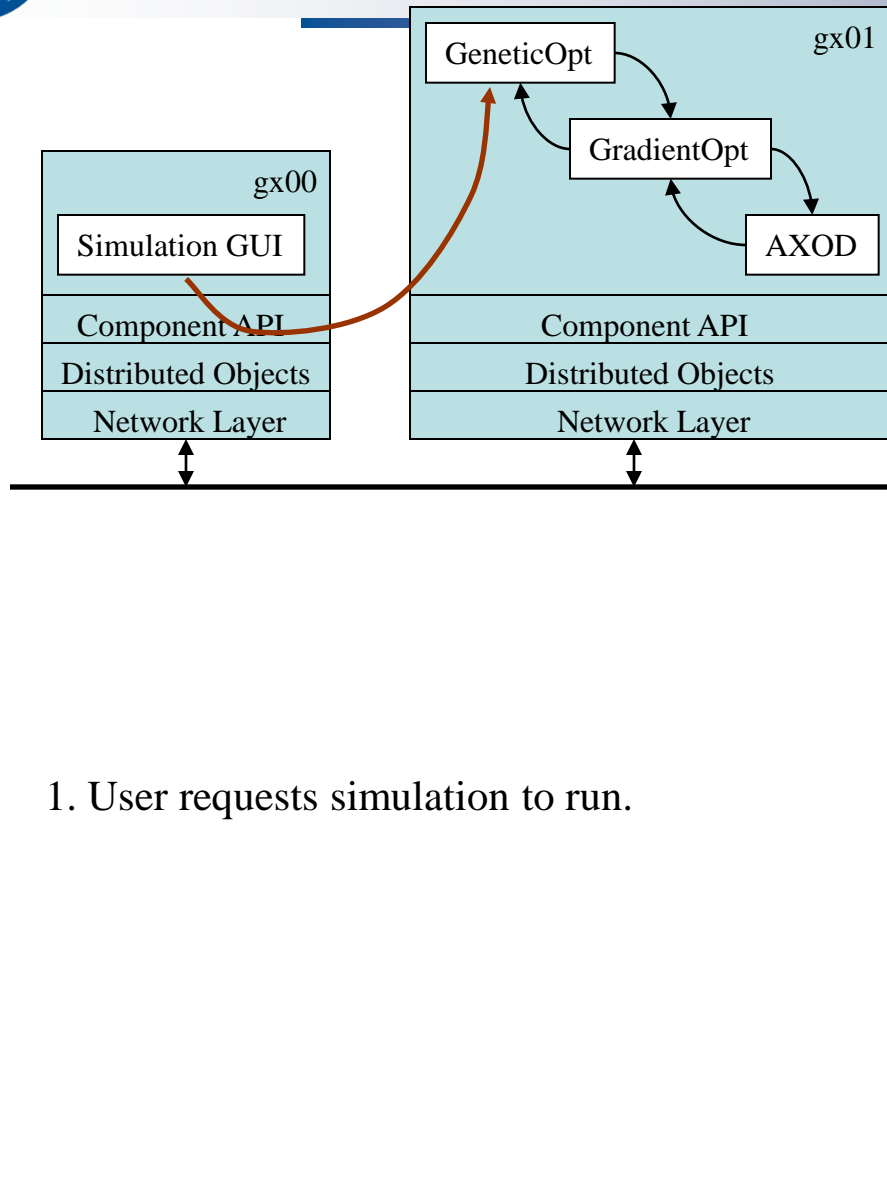 gx00
Simulation GUI
Component API
Distributed Objects
Network Layer
gx01
GeneticOpt
GradientOpt
AXOD
Component API
Distributed Objects
Network Layer
1. User requests simulation to run.